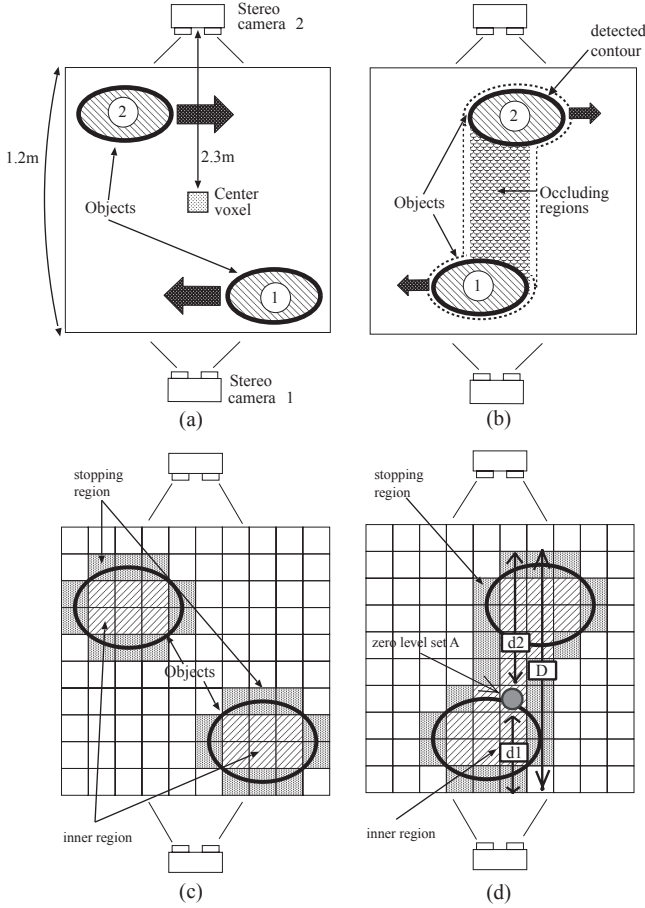 Stereo
camera 2
1.2m
2
2.3m
Center
voxel
Objects
1
Stereo
camera 1
(a)
detected
contour
2
Objects
Occluding
regions
1
(b)
stopping
region
Objects
inner region
(c)
stopping
region
zero level set A
d2
D
d1
inner region
(d)